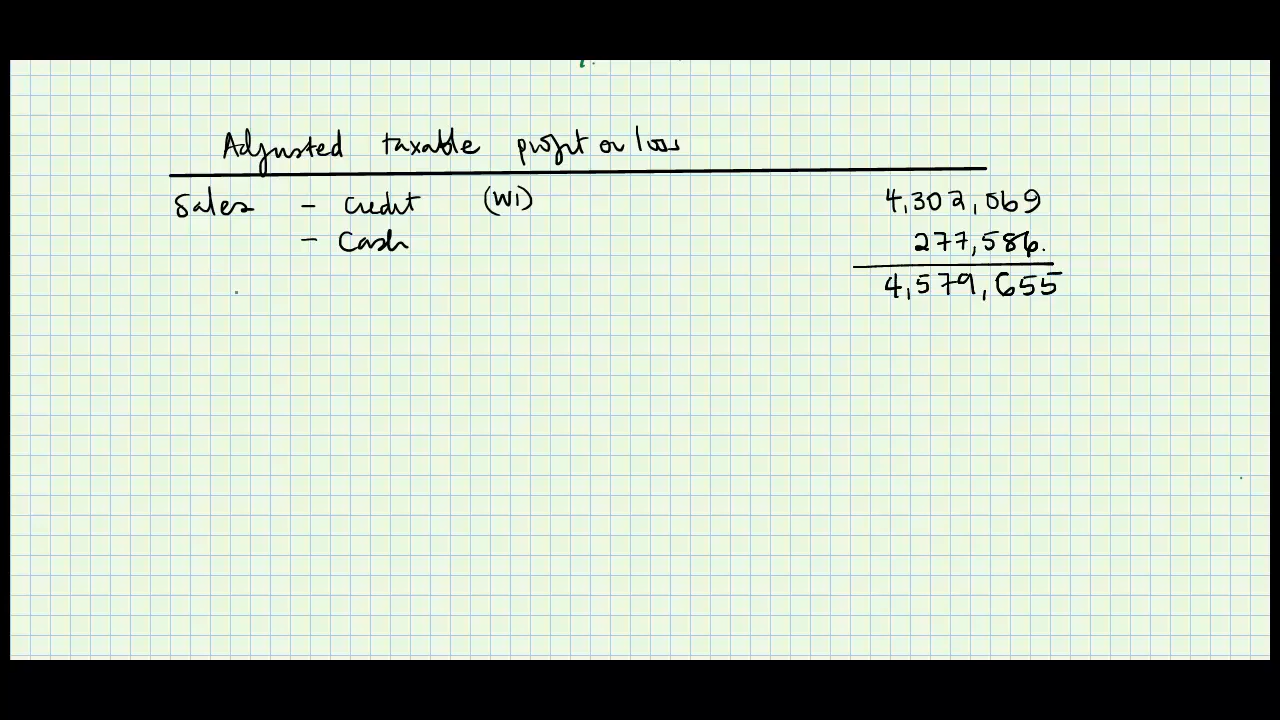 Adjusted taxable profit or loss
Sales - Credit (W1) 4,302,069
- Cash 277,586.
4,579,655